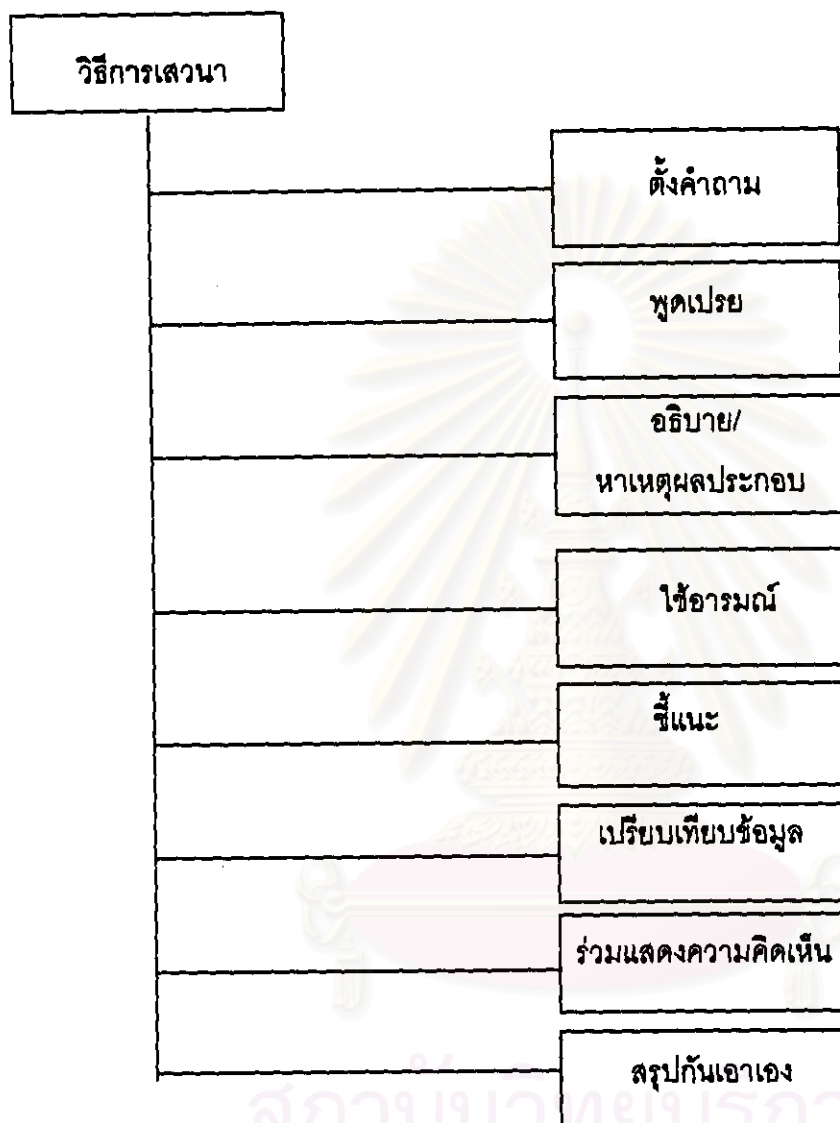 วิธีการเสวนา
ตั้งคำถาม
พูดเปรย
อธิบาย/
หาเหตุผลประกอบ
ใช้อารมณ์
ชี้แนะ
เปรียบเทียบข้อมูล
ร่วมแสดงความคิดเห็น
สรุปกันเอาเอง